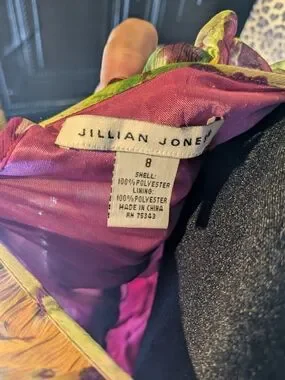 JILLIAN JONES
8
SHELL:
100% POLYESTER
LINING:
100% POLYESTER
MADE IN CHINA
RN 75343